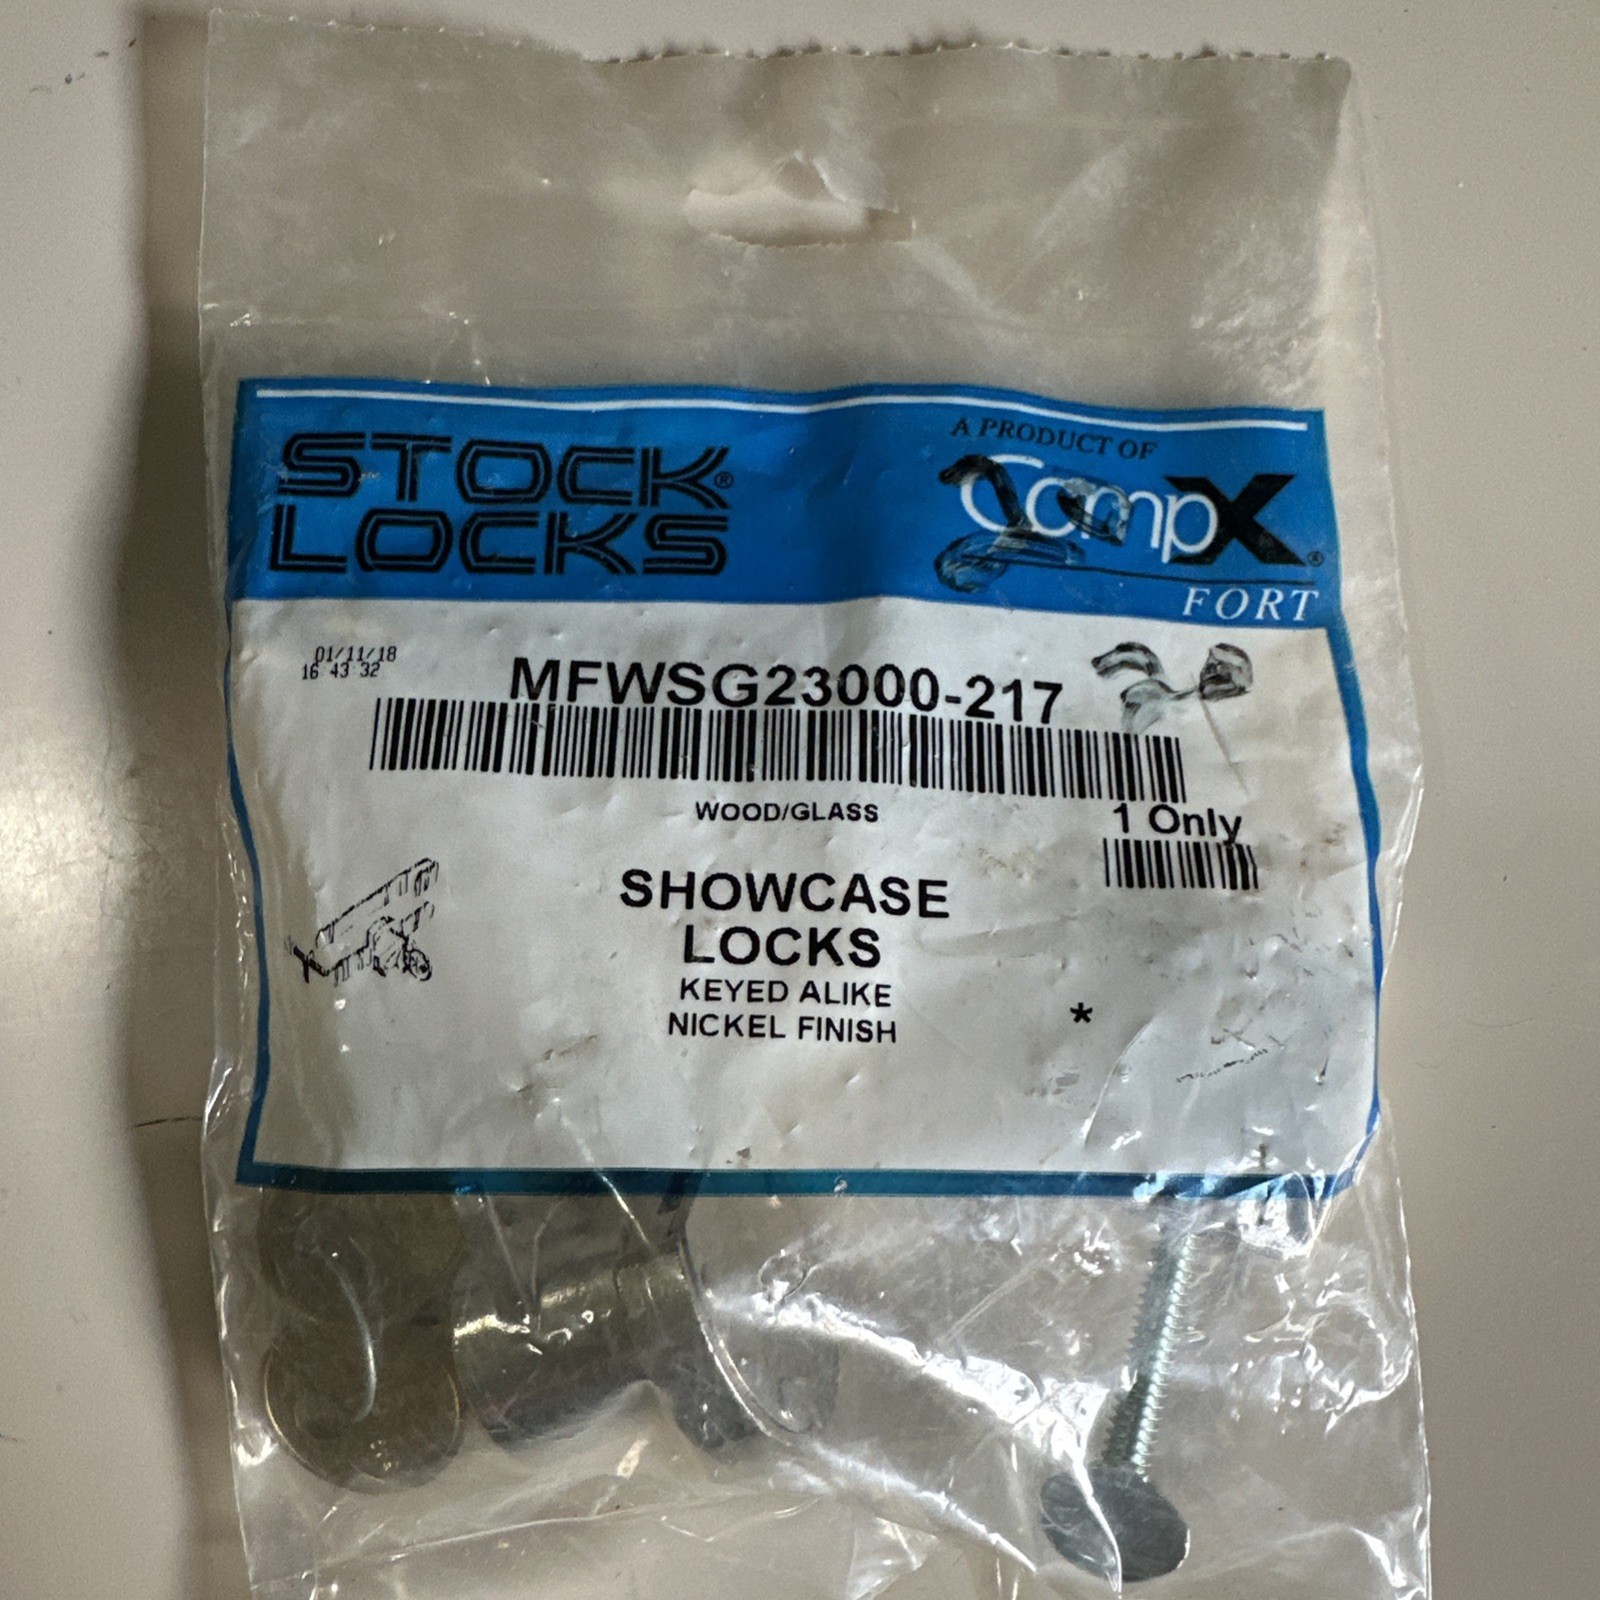 STOCK®
LOCKS
A PRODUCT OF
CompX®
FORT
01/11/18
16 43 32
MFWSG23000-217
WOOD/GLASS
1 Only
SHOWCASE
LOCKS
KEYED ALIKE
NICKEL FINISH
*